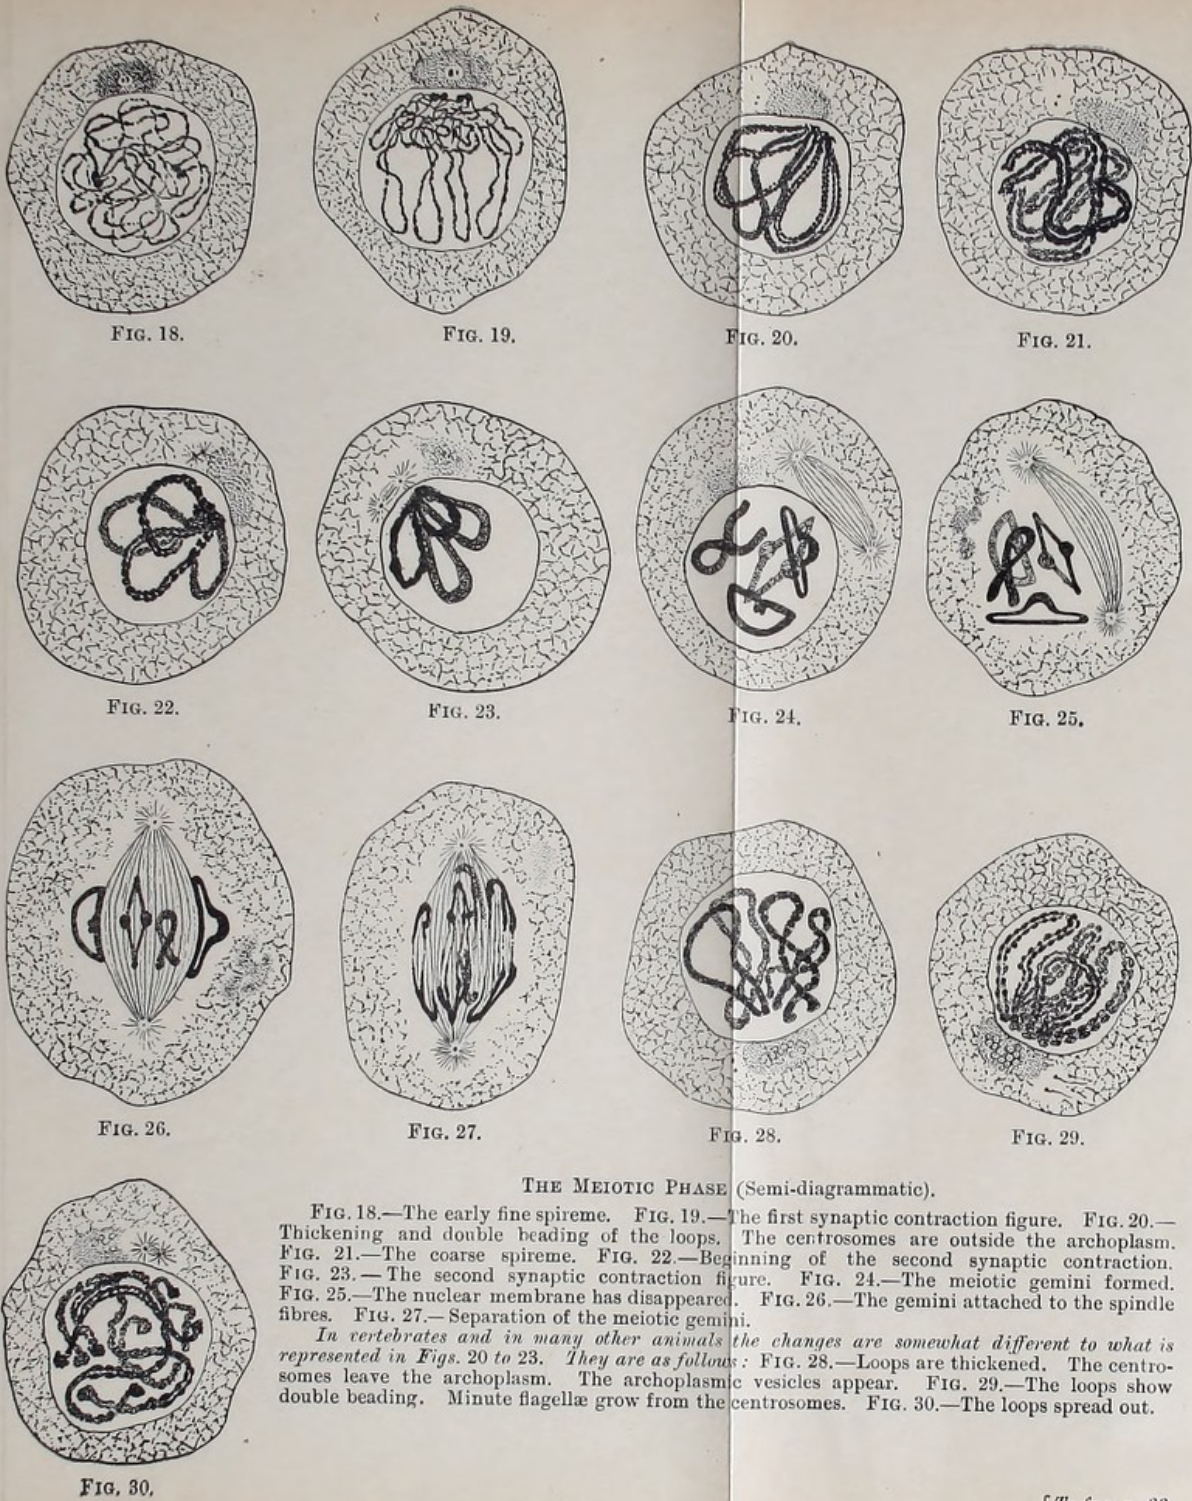 FIG. 18.
FIG. 19.
FIG. 20.
FIG. 21.
FIG. 22.
FIG. 23.
FIG. 24.
FIG. 25.
FIG. 26.
FIG. 27.
FIG. 28.
FIG. 29.
FIG. 30.
THE MEIOTIC PHASE (Semi-diagrammatic).
FIG. 18.—The early fine spireme. FIG. 19.—The first synaptic contraction figure. FIG. 20.—
Thickening and double beading of the loops. The centrosomes are outside the archoplasm.
FIG. 21.—The coarse spireme. FIG. 22.—Beginning of the second synaptic contraction.
FIG. 23.—The second synaptic contraction figure. FIG. 24.—The meiotic gemini formed.
FIG. 25.—The nuclear membrane has disappeared. FIG. 26.—The gemini attached to the spindle
fibres. FIG. 27.—Separation of the meiotic gemini.
In vertebrates and in many other animals the changes are somewhat different to what is
represented in Figs. 20 to 23. They are as follows: FIG. 28.—Loops are thickened. The centro-
somes leave the archoplasm. The archoplasmic vesicles appear. FIG. 29.—The loops show
double beading. Minute flagellæ grow from the centrosomes. FIG. 30.—The loops spread out.